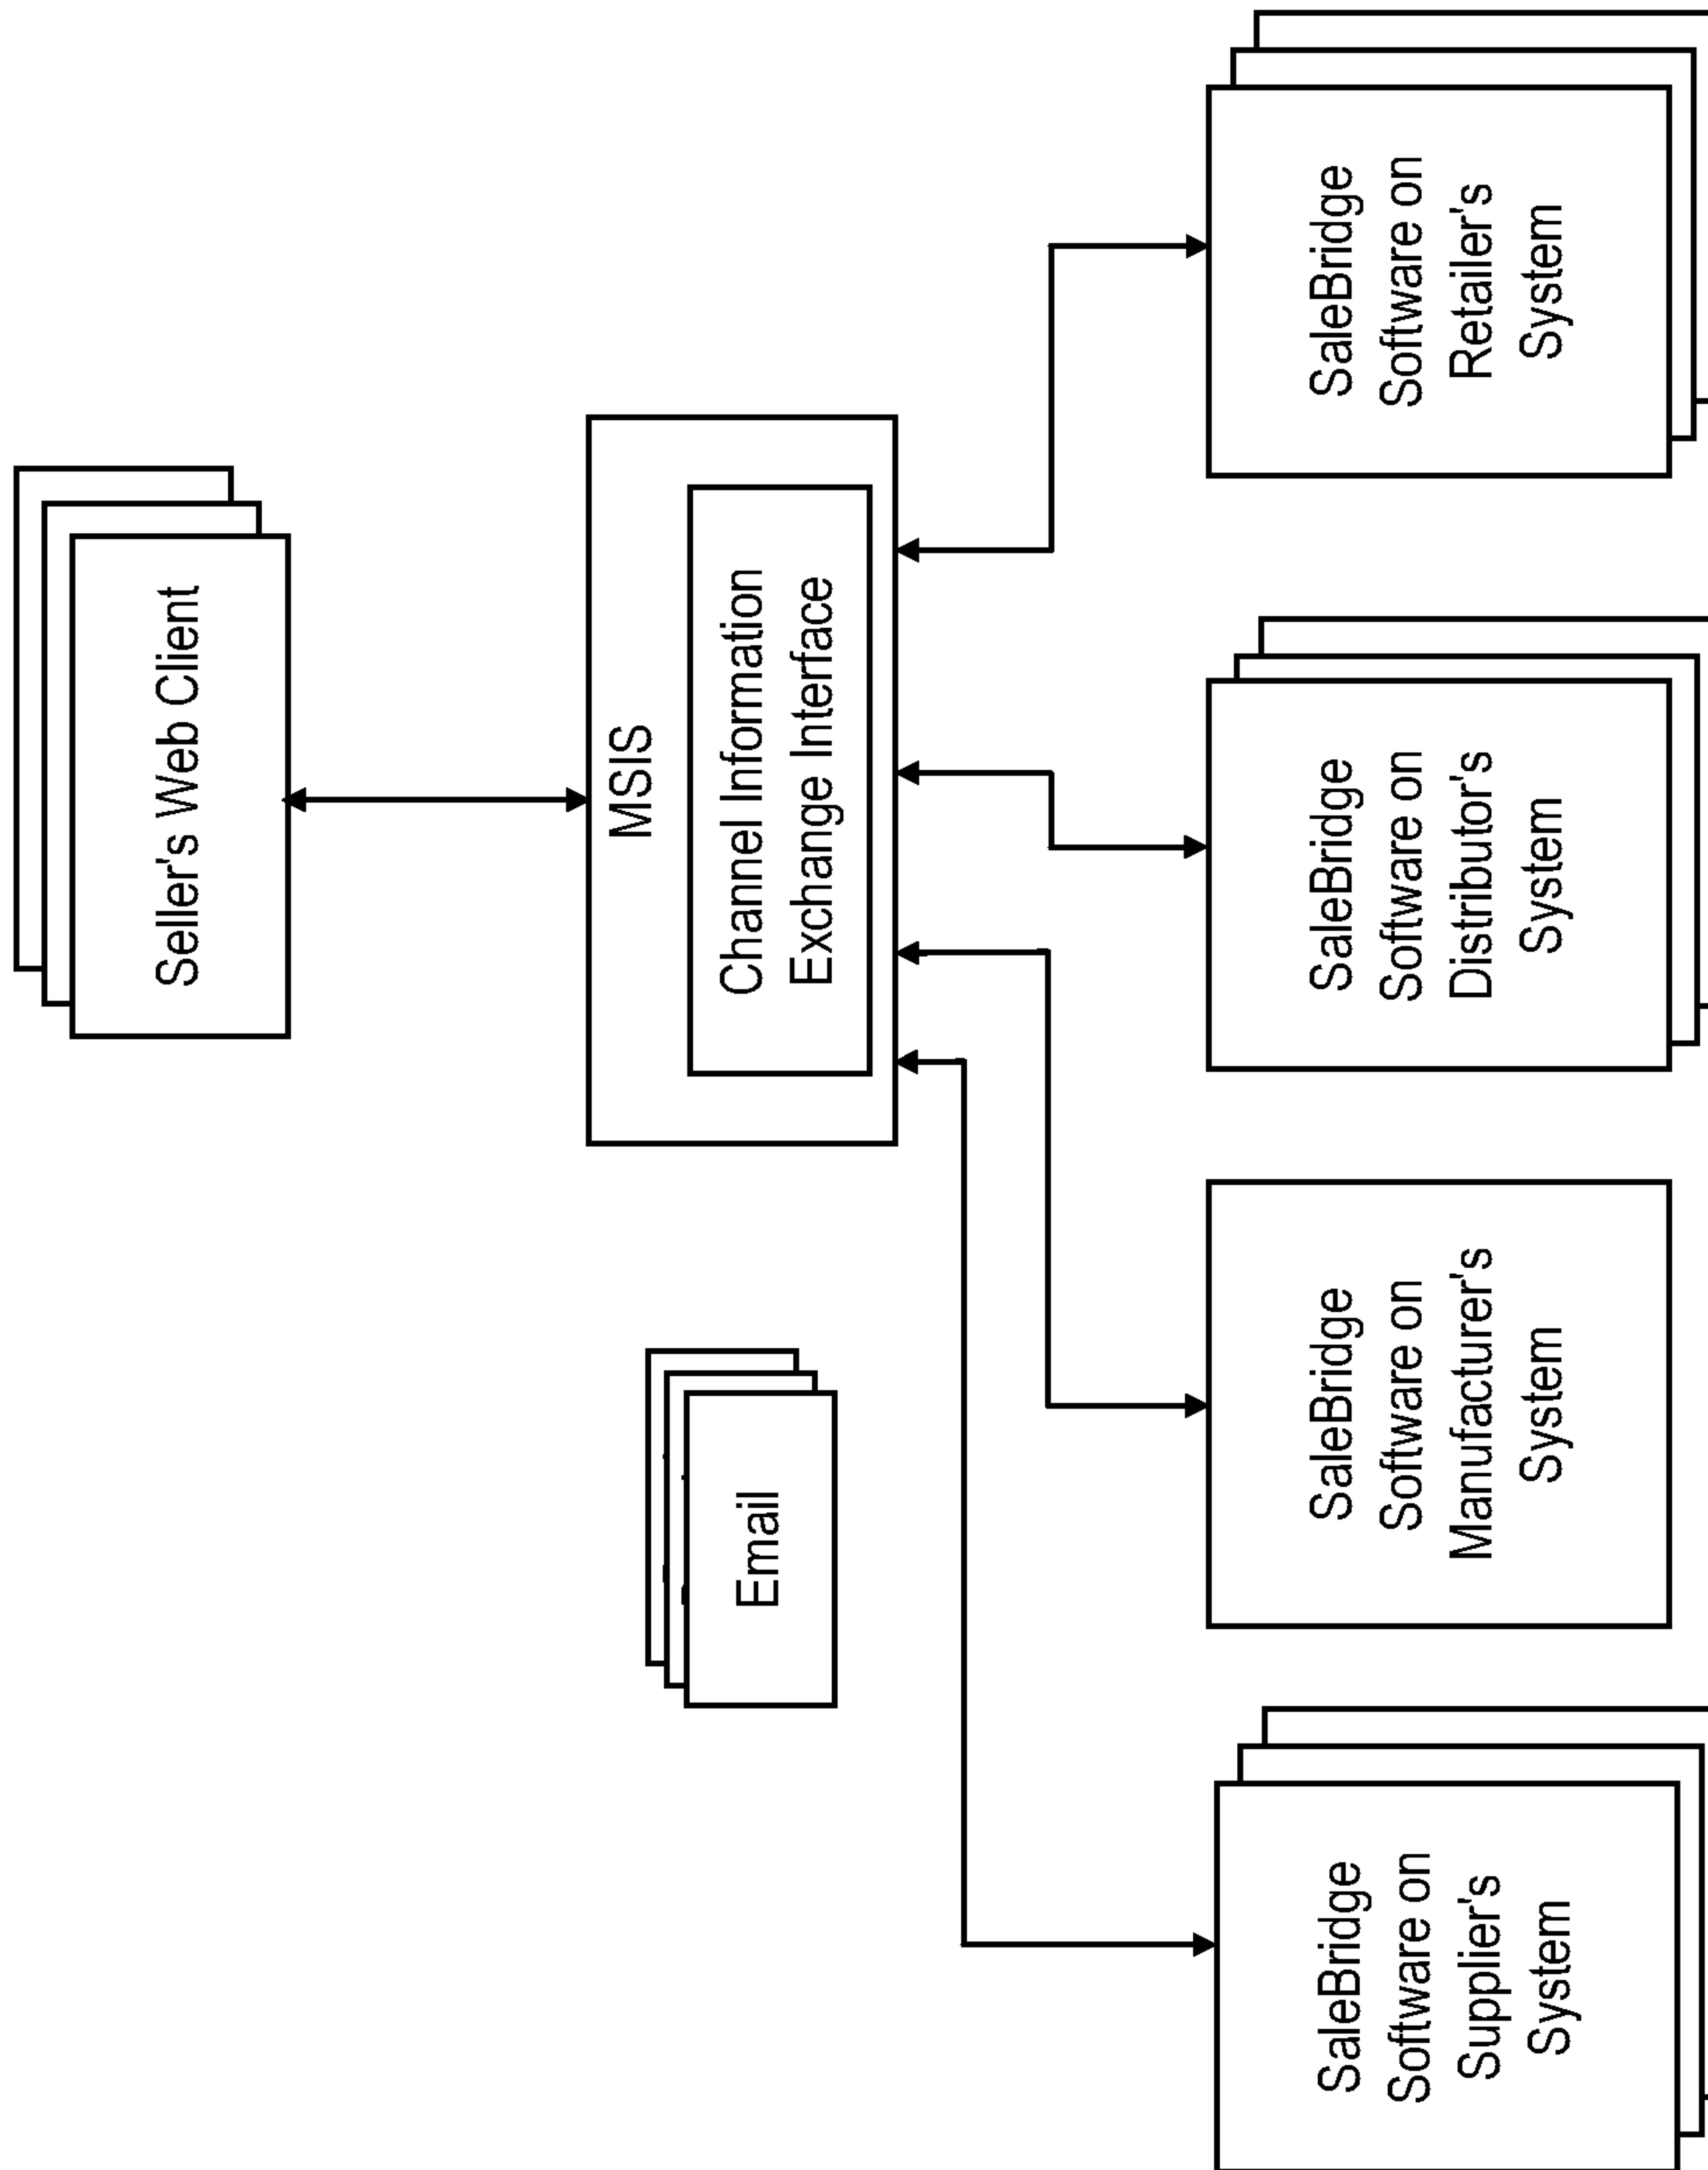 Seller's Web Client
MSIS
Channel Information
Exchange Interface
Email
SaleBridge
Software on
Supplier's
System
SaleBridge
Software on
Manufacturer's
System
SaleBridge
Software on
Distributor's
System
SaleBridge
Software on
Retailer's
System